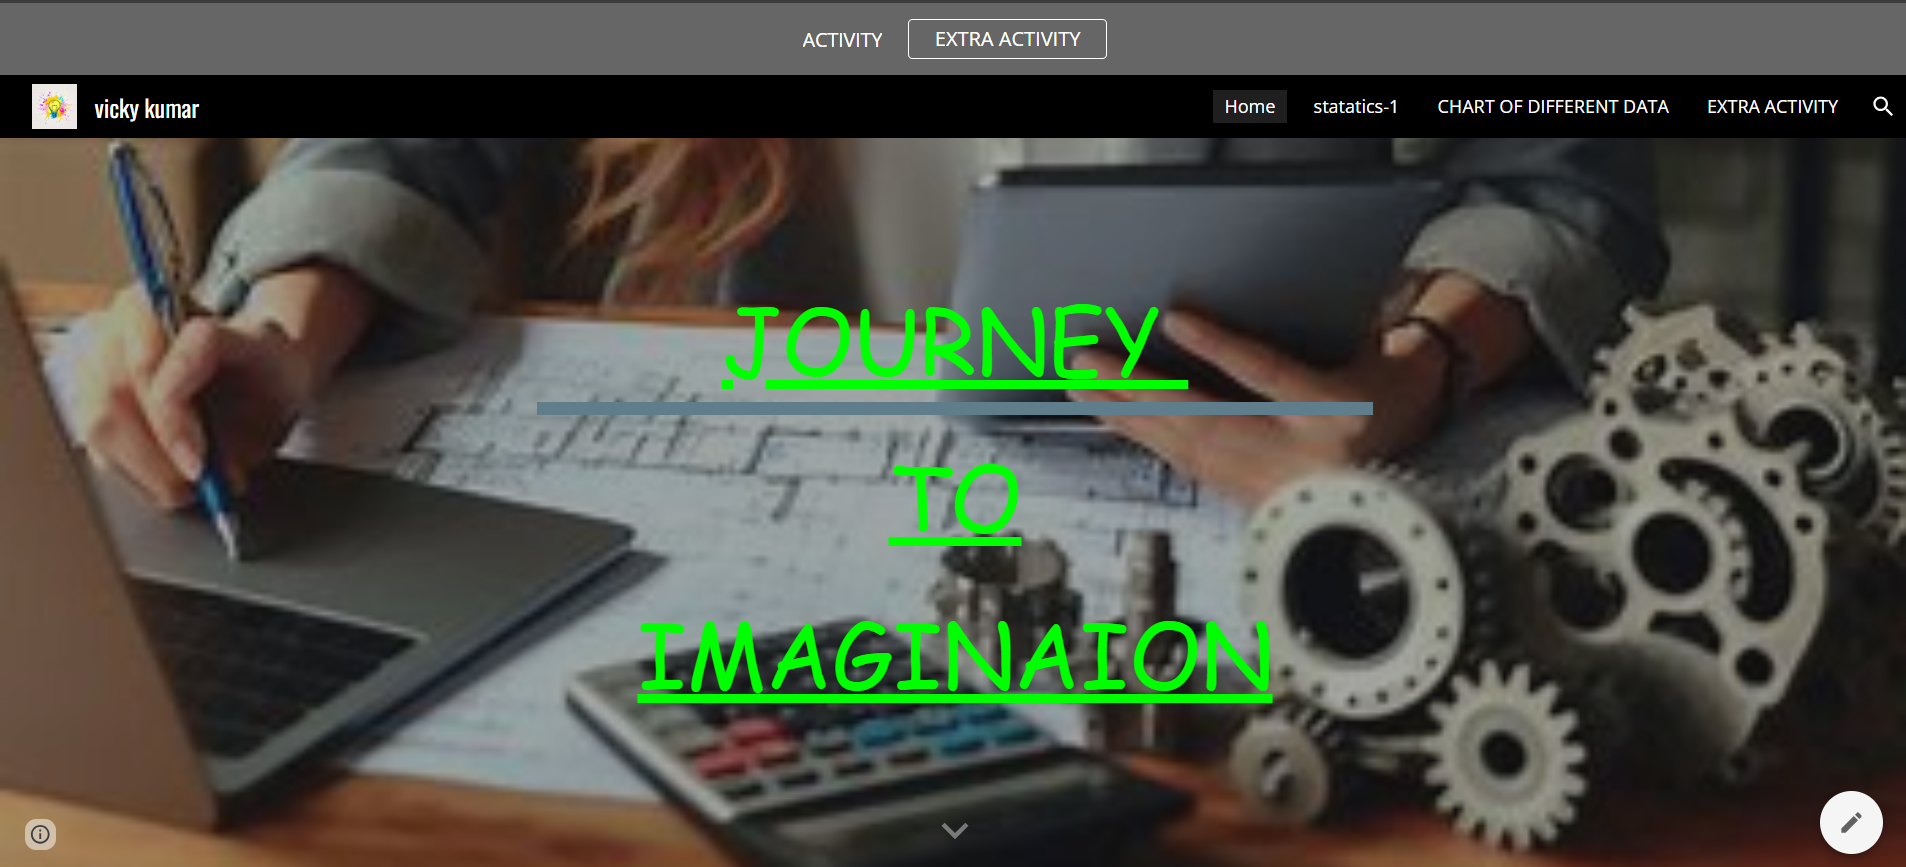 ACTIVITY EXTRA ACTIVITY
vicky kumar Home statatics-1 CHART OF DIFFERENT DATA EXTRA ACTIVITY
JOURNEY
TO
IMAGINAION